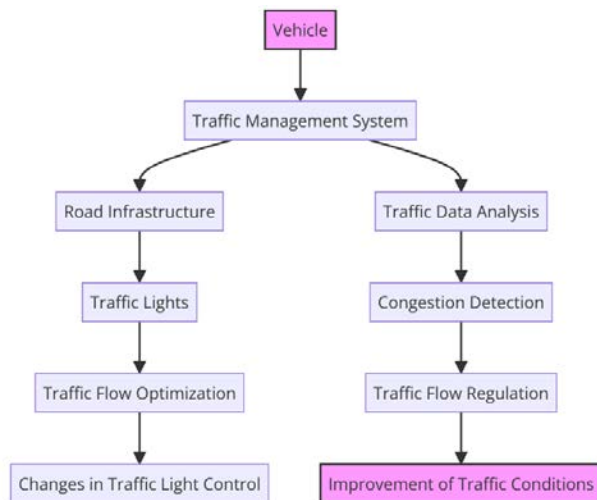 Vehicle
Traffic Management System
Road Infrastructure
Traffic Data Analysis
Traffic Lights
Congestion Detection
Traffic Flow Optimization
Traffic Flow Regulation
Changes in Traffic Light Control
Improvement of Traffic Conditions